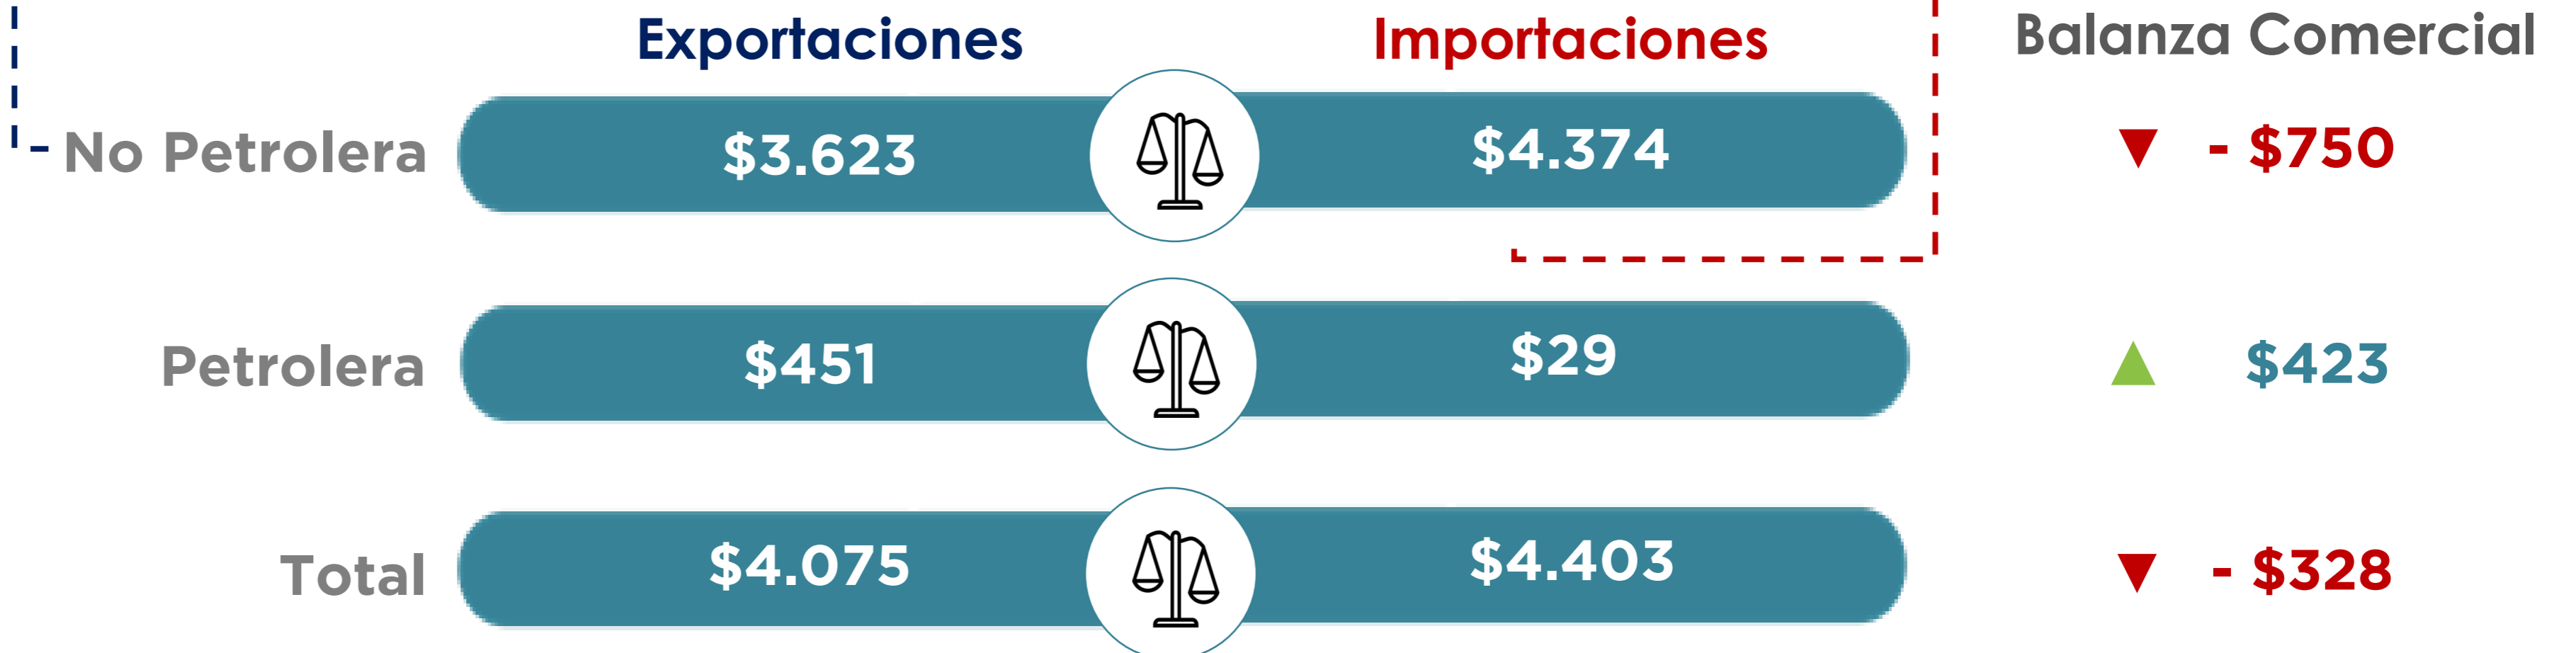 Exportaciones Importaciones Balanza Comercial
No Petrolera $3.623 $4.374 - $750
Petrolera $451 $29 $423
Total $4.075 $4.403 - $328